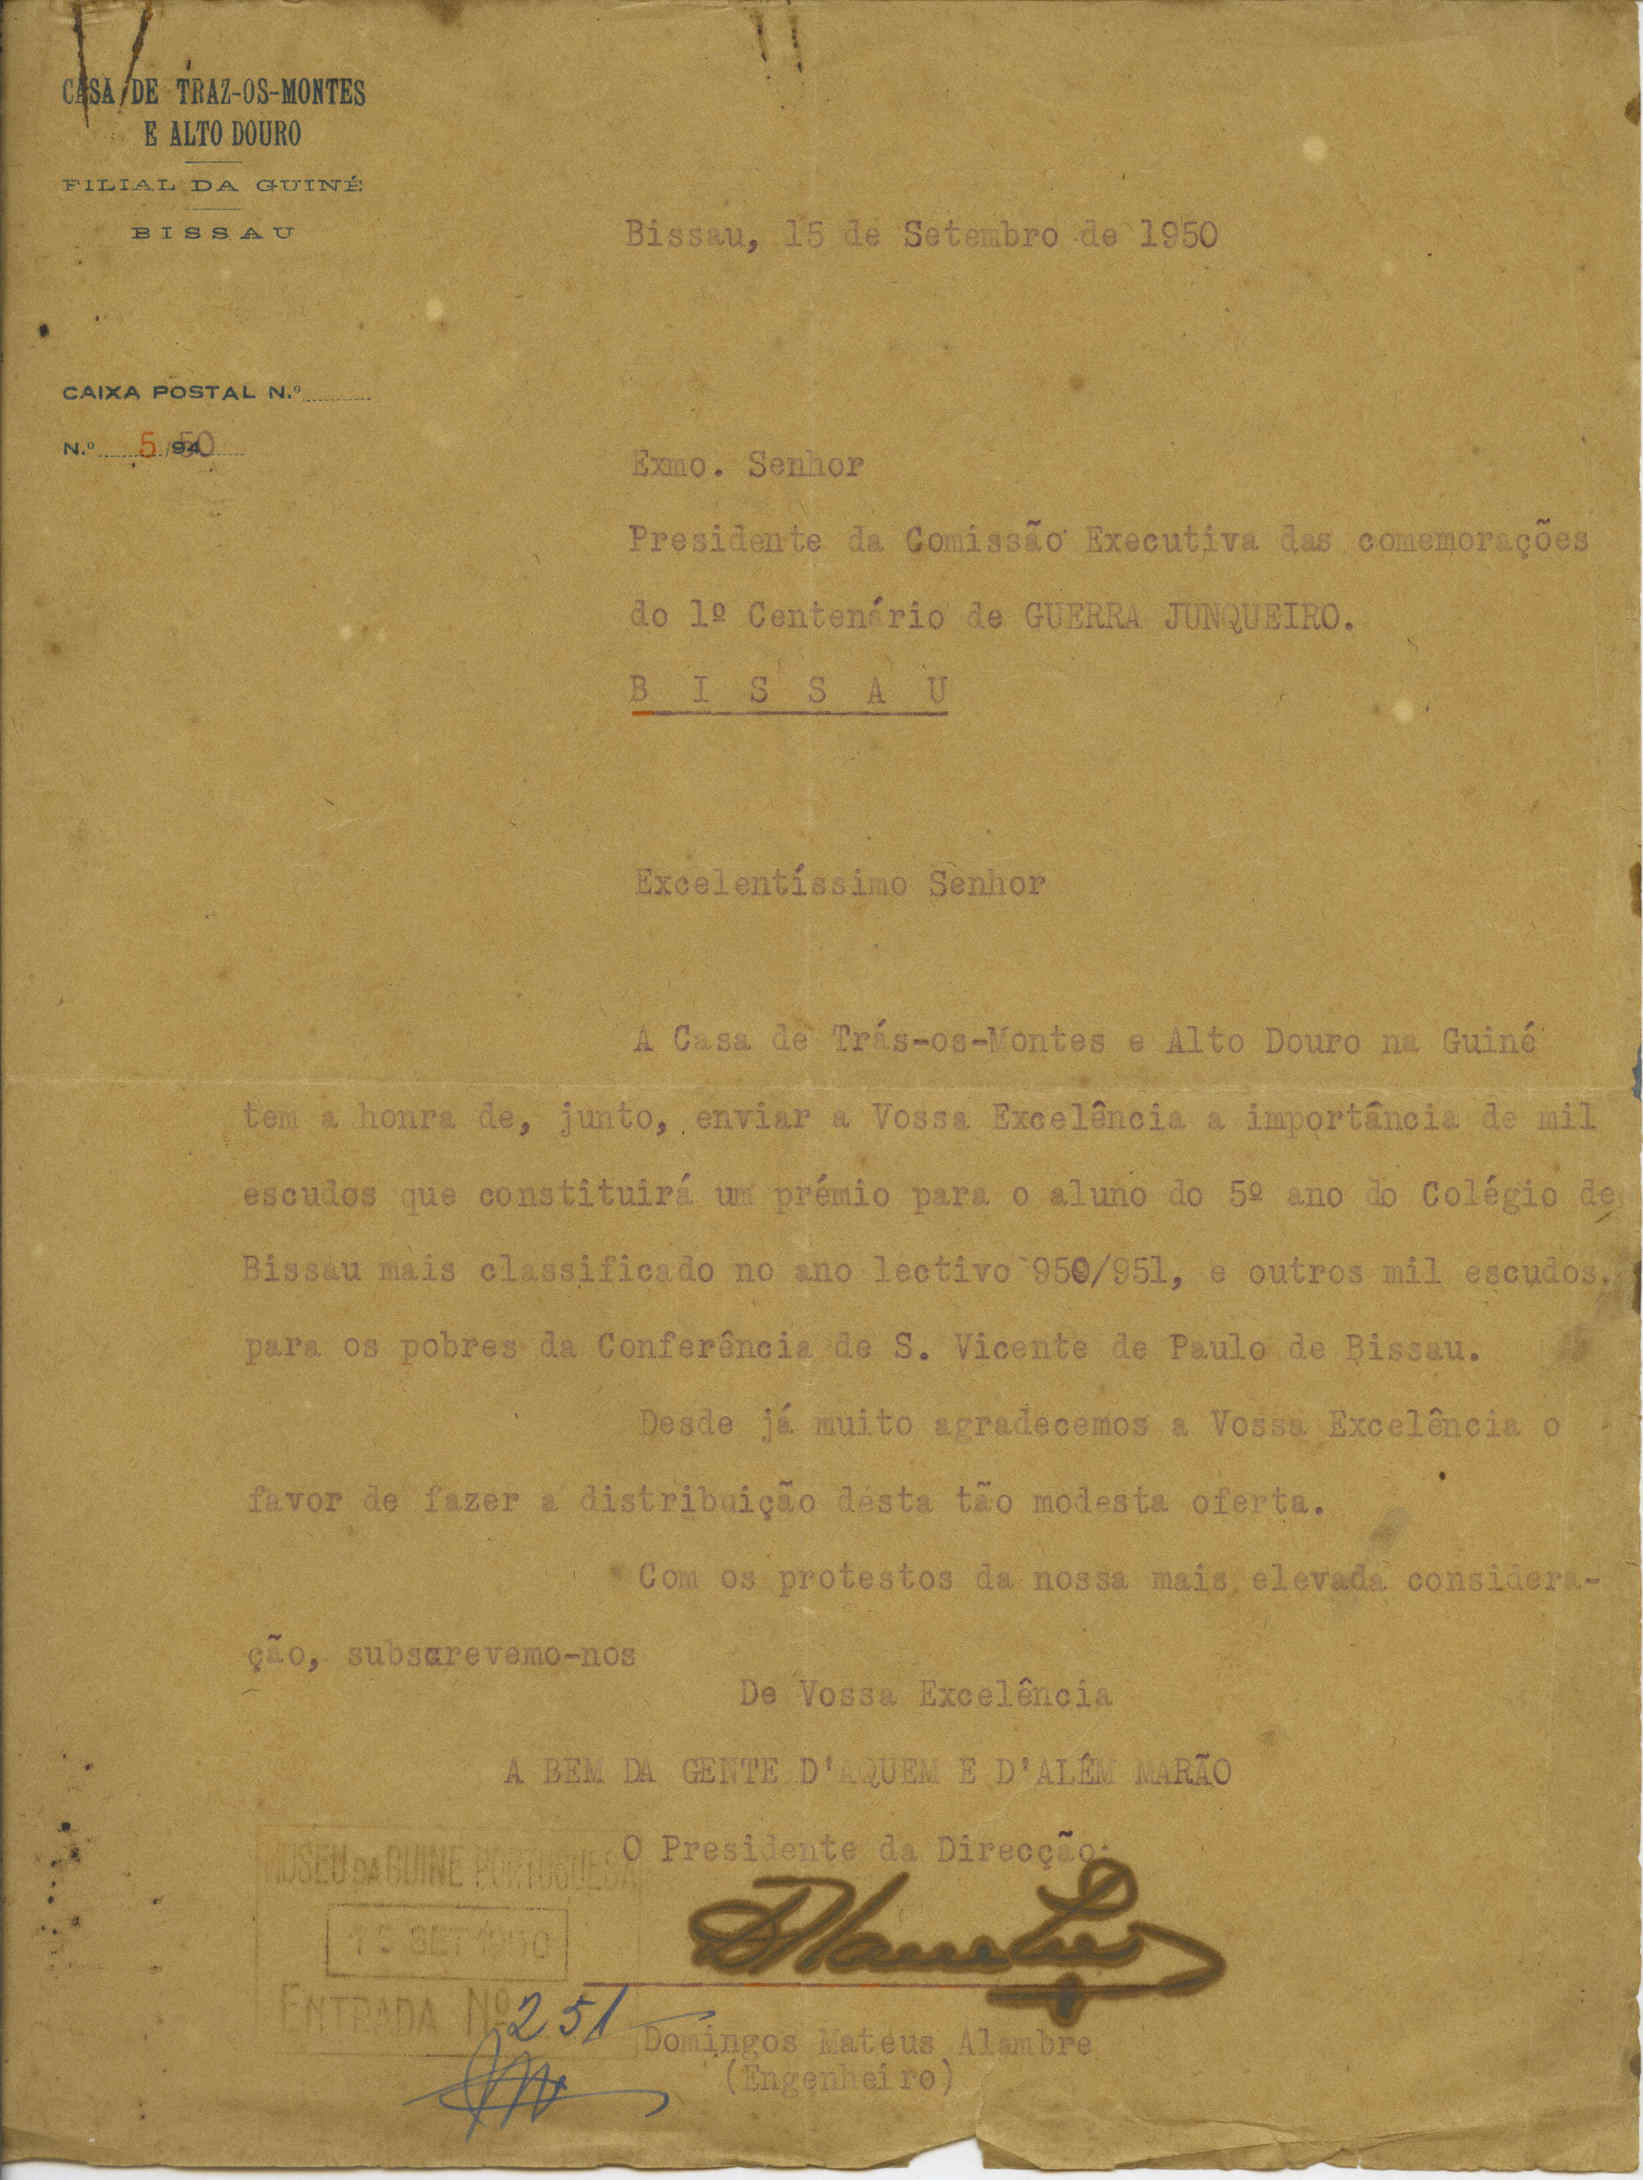 CASA DE TRAZ-OS-MONTES
E ALTO DOURO
FILIAL DA GUINÉ
BISSAU
Bissau, 15 de Setembro de 1950
CAIXA POSTAL N.º
N.º 5/950
Exmo. Senhor
Presidente da Comissão Executiva das comemorações
do 1º Centenário de GUERRA JUNQUEIRO.
B I S S A U
Excelentíssimo Senhor
A Casa de Trás-os-Montes e Alto Douro na Guiné
tem a honra de, junto, enviar a Vossa Excelência a importância de mil
escudos que constituirá um prémio para o aluno do 5º ano do Colégio de
Bissau mais classificado no ano lectivo 950/951, e outros mil escudos,
para os pobres da Conferência de S. Vicente de Paulo de Bissau.
Desde já muito agradecemos a Vossa Excelência o
favor de fazer a distribuição desta tão modesta oferta.
Com os protestos da nossa mais elevada considera-
ção, subscrevemo-nos
De Vossa Excelência
A BEM DA GENTE D'AQUEM E D'ALÉM MARÃO
O Presidente da Direcção
MUSEU DA GUINÉ PORTUGUESA
15 SET 1950
ENTRADA Nº 251
Domingos Mateus Alambre
(Engenheiro)